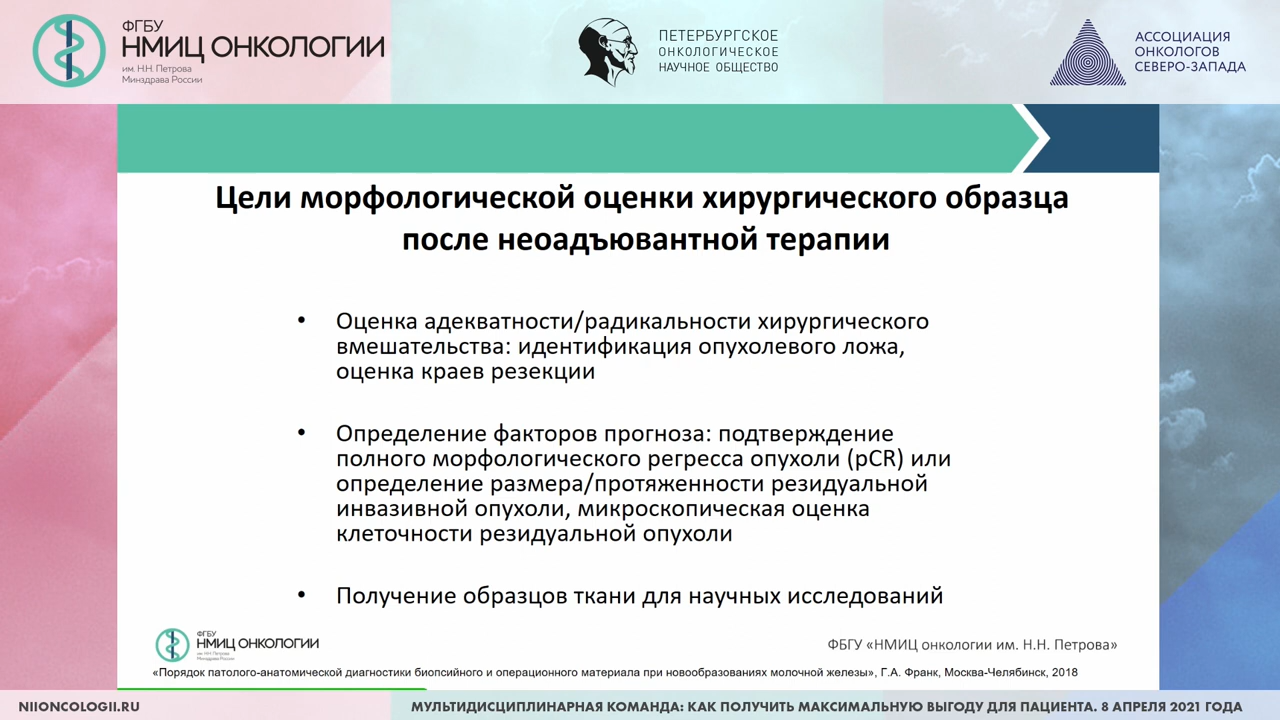 ФГБУ
НМИЦ ОНКОЛОГИИ
им. Н.Н. Петрова
Минздрава России
ПЕТЕРБУРГСКОЕ
ОНКОЛОГИЧЕСКОЕ
НАУЧНОЕ ОБЩЕСТВО
АССОЦИАЦИЯ
ОНКОЛОГОВ
СЕВЕРО-ЗАПАДА
Цели морфологической оценки хирургического образца
после неоадъювантной терапии
• Оценка адекватности/радикальности хирургического
вмешательства: идентификация опухолевого ложа,
оценка краев резекции
• Определение факторов прогноза: подтверждение
полного морфологического регресса опухоли (pCR) или
определение размера/протяженности резидуальной
инвазивной опухоли, микроскопическая оценка
клеточности резидуальной опухоли
• Получение образцов ткани для научных исследований
ФГБУ
НМИЦ ОНКОЛОГИИ
им. Н.Н. Петрова
Минздрава России
ФБГУ «НМИЦ онкологии им. Н.Н. Петрова»
«Порядок патолого-анатомической диагностики биопсийного и операционного материала при новообразованиях молочной железы», Г.А. Франк, Москва-Челябинск, 2018
NIIONCOLOGII.RU
МУЛЬТИДИСЦИПЛИНАРНАЯ КОМАНДА: КАК ПОЛУЧИТЬ МАКСИМАЛЬНУЮ ВЫГОДУ ДЛЯ ПАЦИЕНТА. 8 АПРЕЛЯ 2021 ГОДА